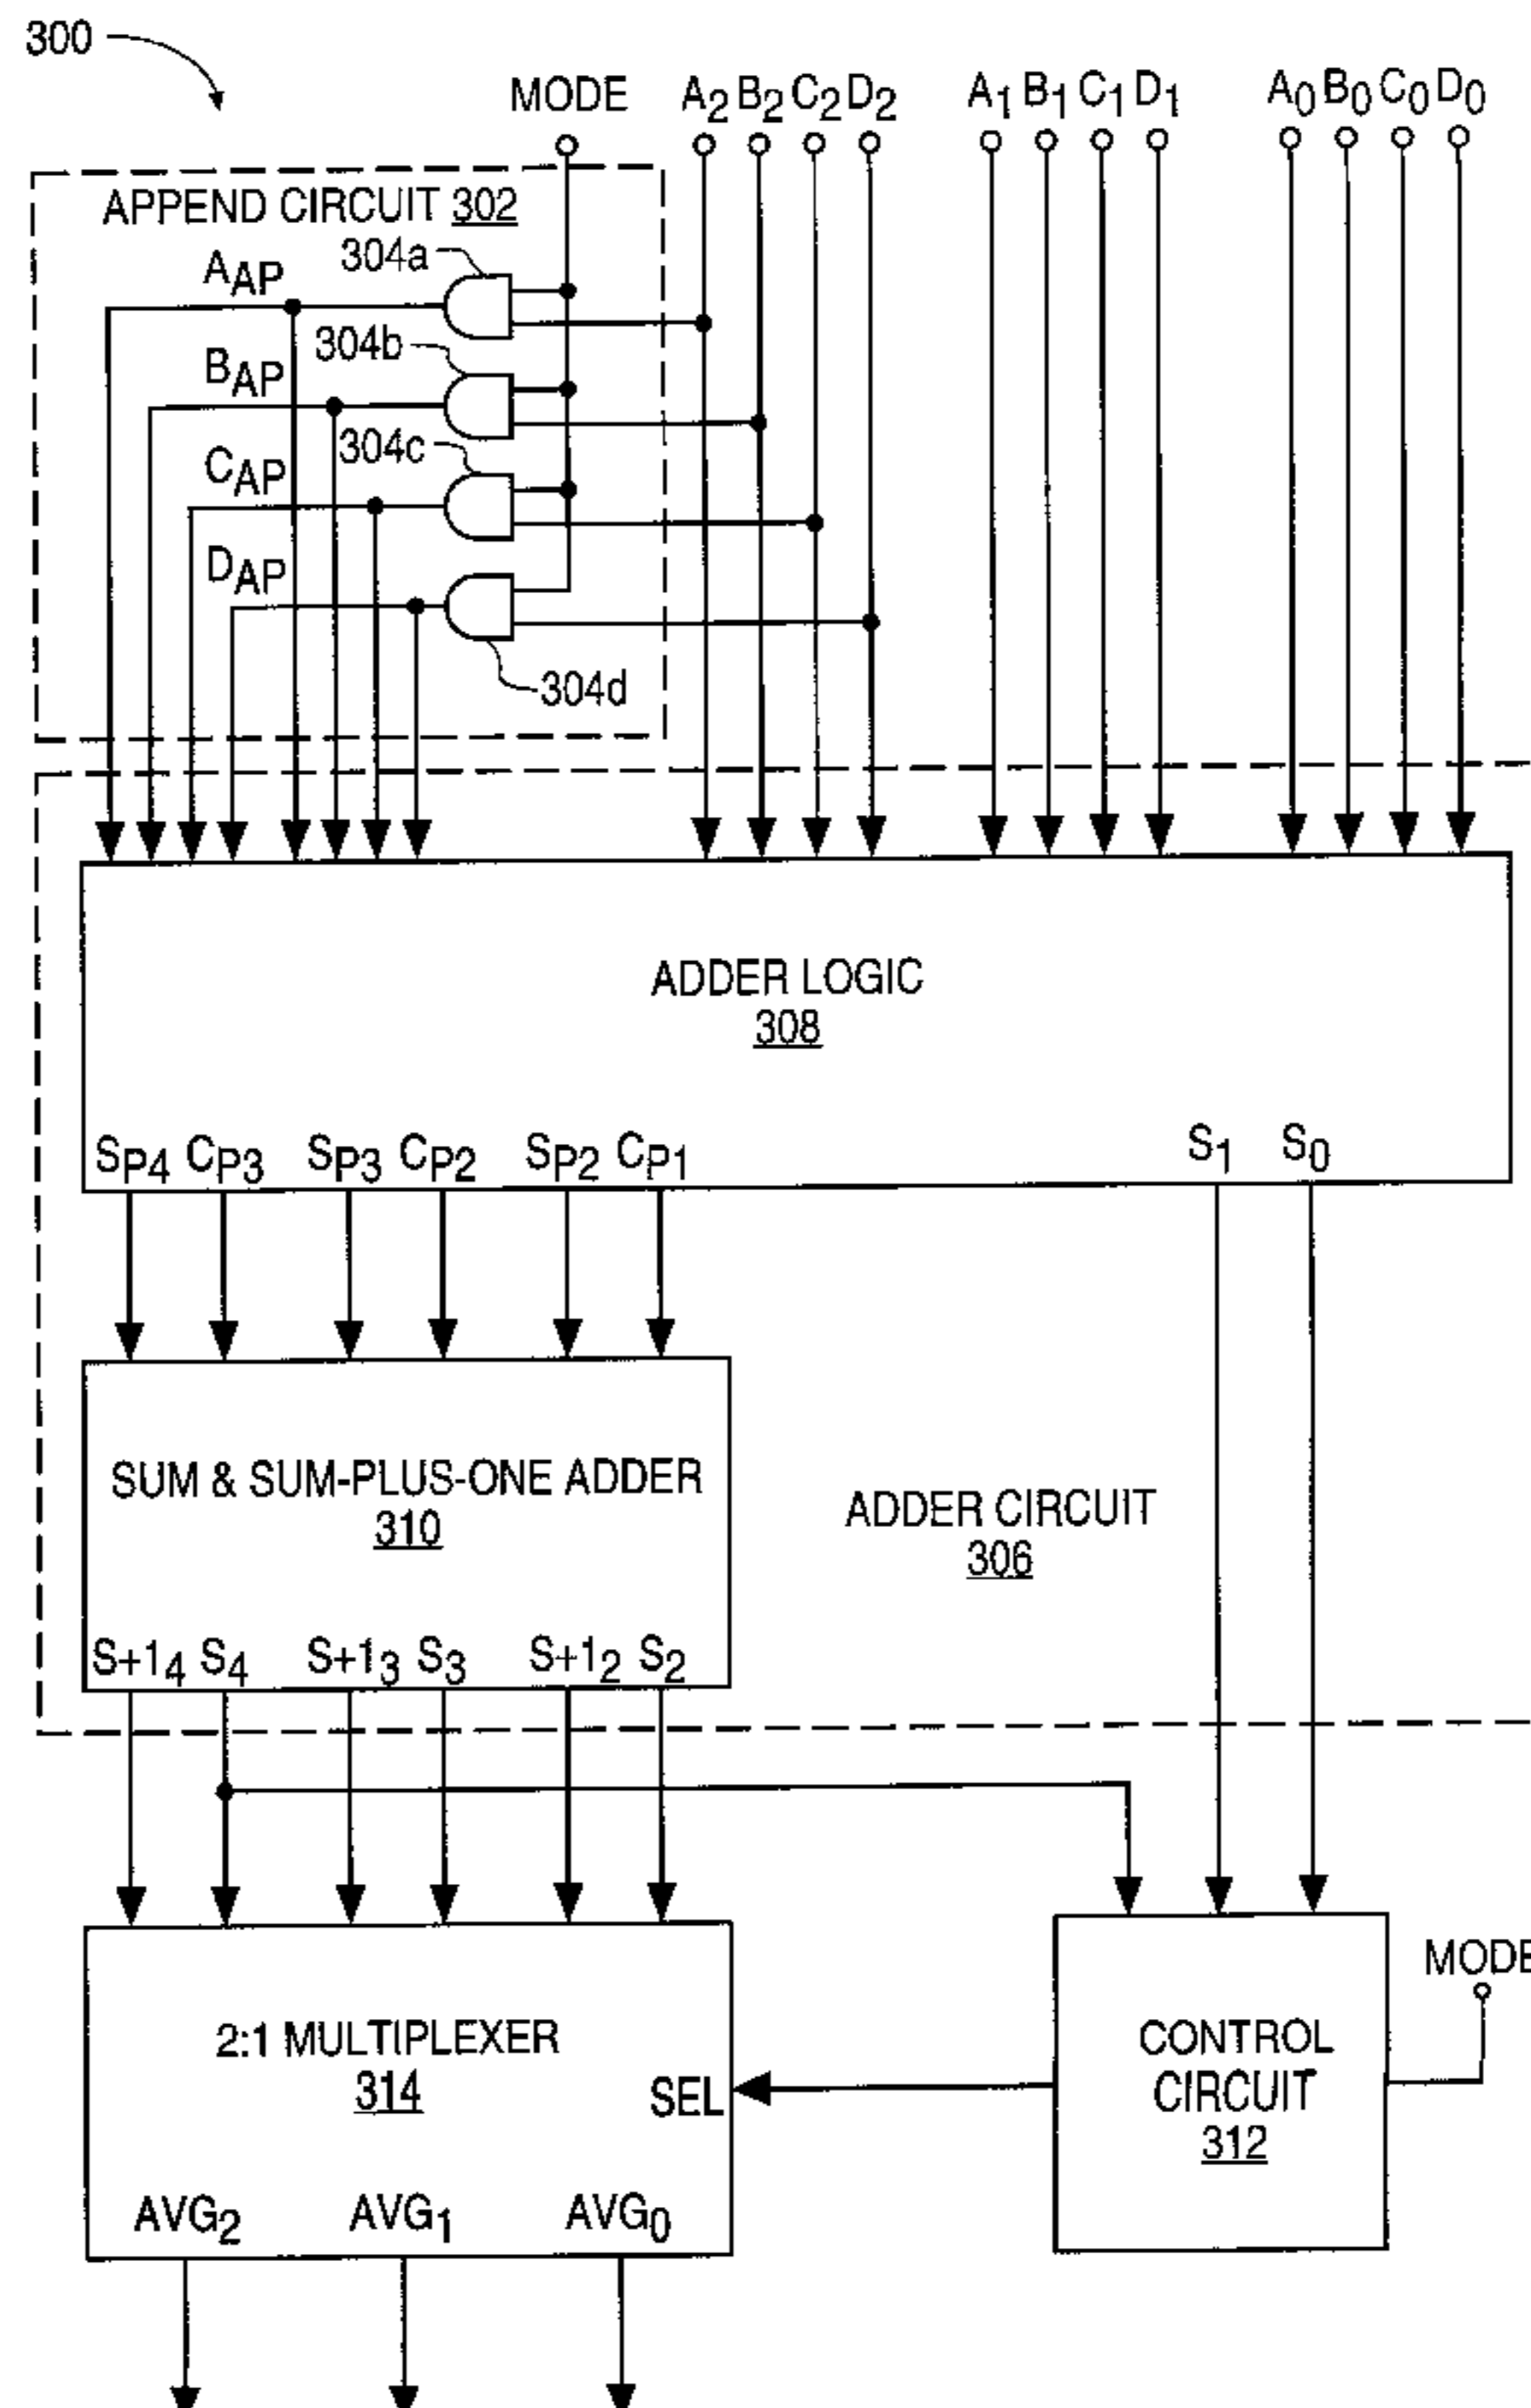 300
MODE A2 B2 C2 D2 A1 B1 C1 D1 A0 B0 C0 D0
APPEND CIRCUIT 302
304a
AAP
304b
BAP
304c
CAP
DAP
304d
ADDER LOGIC
308
SP4 CP3 SP3 CP2 SP2 CP1 S1 S0
SUM & SUM-PLUS-ONE ADDER
310
ADDER CIRCUIT
306
S+14 S4 S+13 S3 S+12 S2
MODE
2:1 MULTIPLEXER
314
SEL
CONTROL
CIRCUIT
312
AVG2 AVG1 AVG0